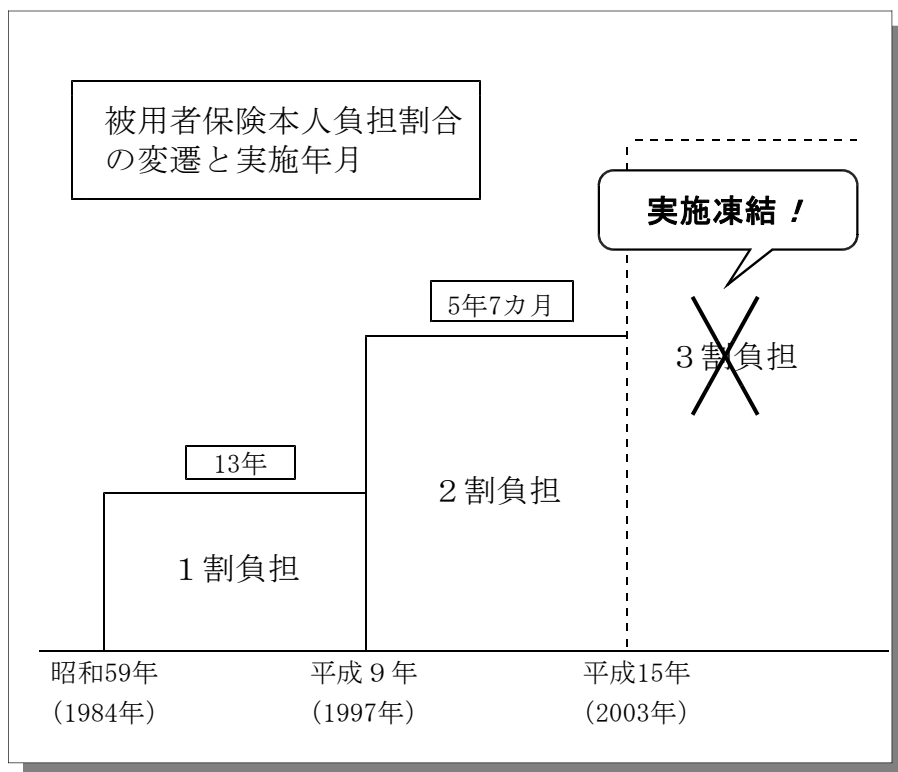 被用者保険本人負担割合
の変遷と実施年月
実施凍結！
5年7カ月
３割負担
13年
２割負担
１割負担
昭和59年
(1984年)
平成９年
(1997年)
平成15年
(2003年)